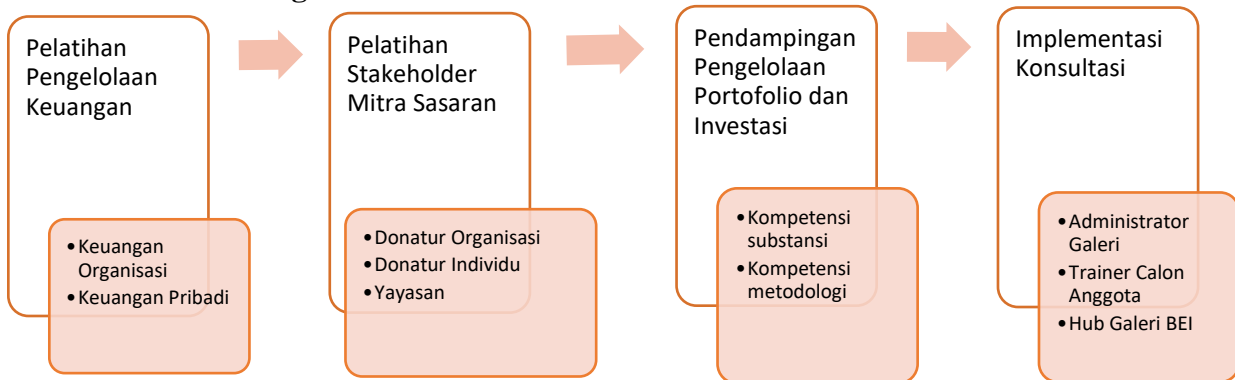 Pelatihan
Pengelolaan
Keuangan
• Keuangan
Organisasi
• Keuangan Pribadi
Pelatihan
Stakeholder
Mitra Sasaran
• Donatur Organisasi
• Donatur Individu
• Yayasan
Pendampingan
Pengelolaan
Portofolio dan
Investasi
• Kompetensi
substansi
• Kompetensi
metodologi
Implementasi
Konsultasi
• Administrator
Galeri
• Trainer Calon
Anggota
• Hub Galeri BEI